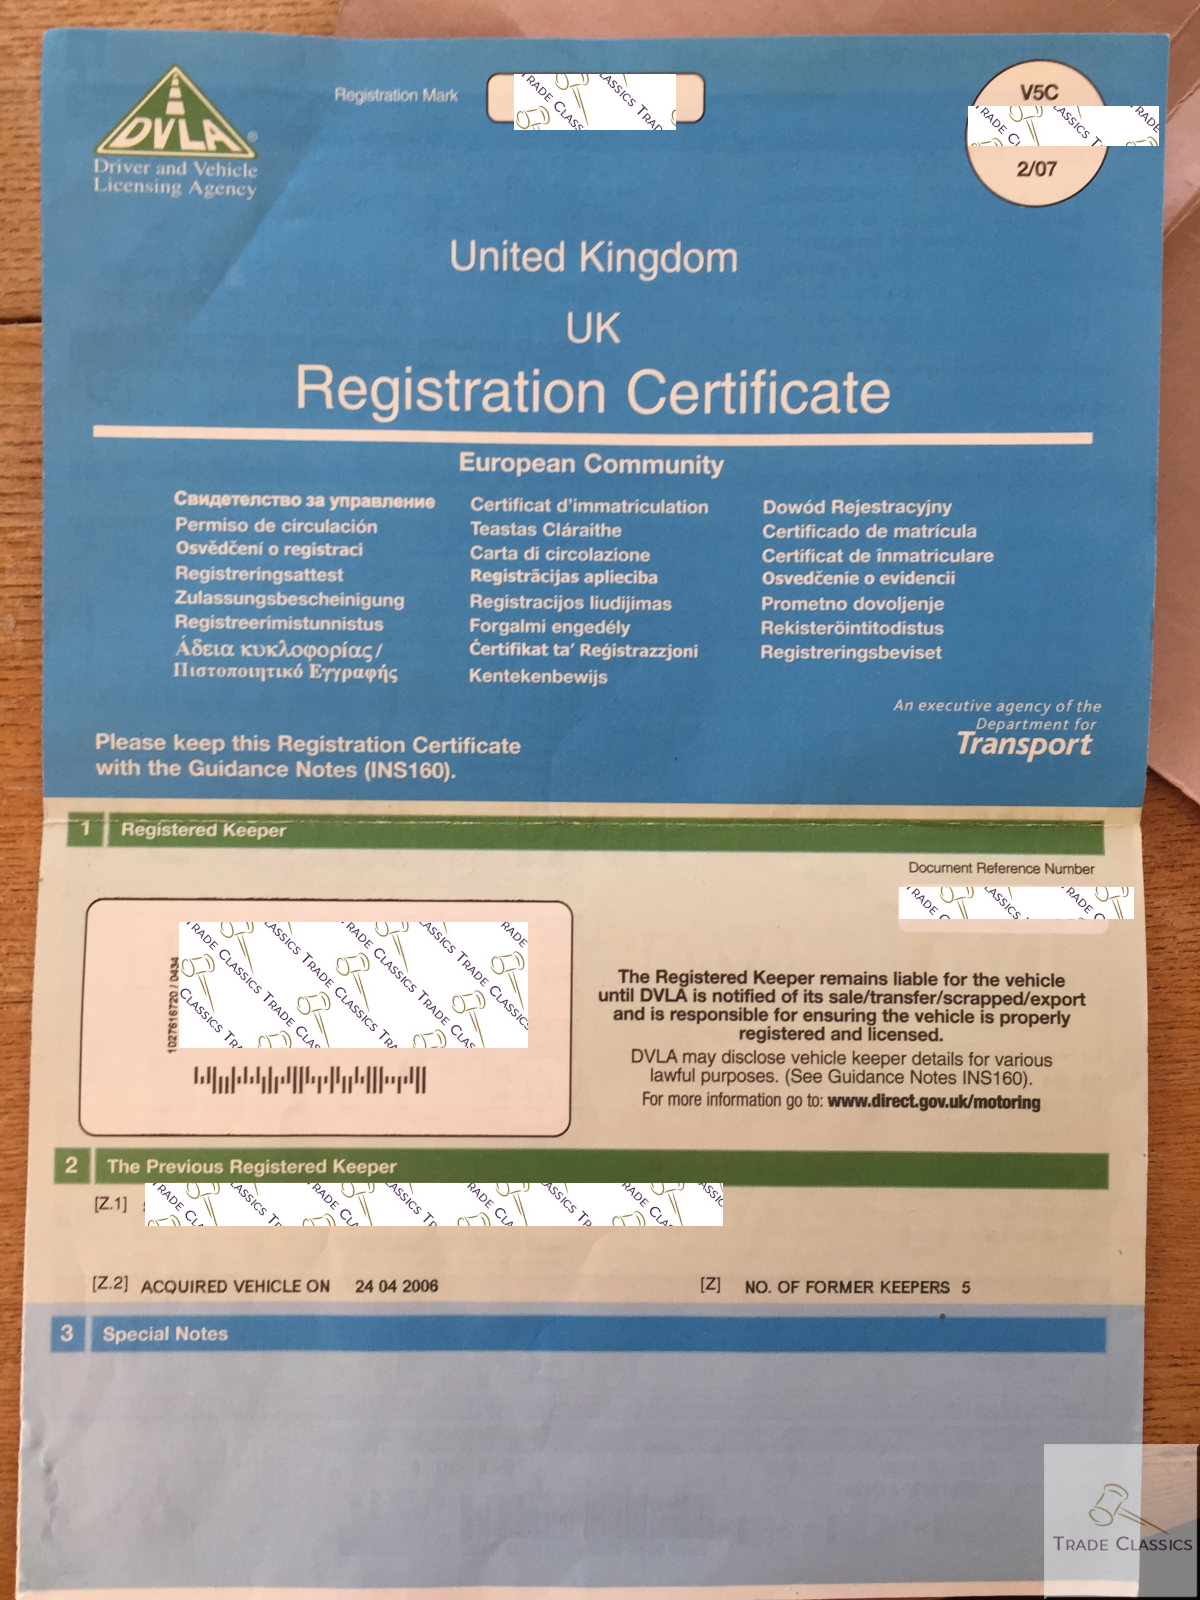 DVLA®
Driver and Vehicle
Licensing Agency
Registration Mark
V5C
2/07
United Kingdom
UK
Registration Certificate
European Community
Свидетелство за управление
Permiso de circulación
Osvědčení o registraci
Registreringsattest
Zulassungsbescheinigung
Registreerimistunnistus
Άδεια κυκλοφορίας /
Πιστοποιητικό Εγγραφής
Certificat d'immatriculation
Teastas Cláraithe
Carta di circolazione
Registrācijas apliecība
Registracijos liudijimas
Forgalmi engedély
Ċertifikat ta' Reġistrazzjoni
Kentekenbewijs
Dowód Rejestracyjny
Certificado de matrícula
Certificat de înmatriculare
Osvedčenie o evidencii
Prometno dovoljenje
Rekisteröintitodistus
Registreringsbeviset
An executive agency of the
Department for
Transport
Please keep this Registration Certificate
with the Guidance Notes (INS160).
1 Registered Keeper
Document Reference Number
1027616720 / 0434
The Registered Keeper remains liable for the vehicle
until DVLA is notified of its sale/transfer/scrapped/export
and is responsible for ensuring the vehicle is properly
registered and licensed.
DVLA may disclose vehicle keeper details for various
lawful purposes. (See Guidance Notes INS160).
For more information go to: www.direct.gov.uk/motoring
2 The Previous Registered Keeper
[Z.1]
[Z.2] ACQUIRED VEHICLE ON 24 04 2006
[Z] NO. OF FORMER KEEPERS 5
3 Special Notes
TRADE CLASSICS